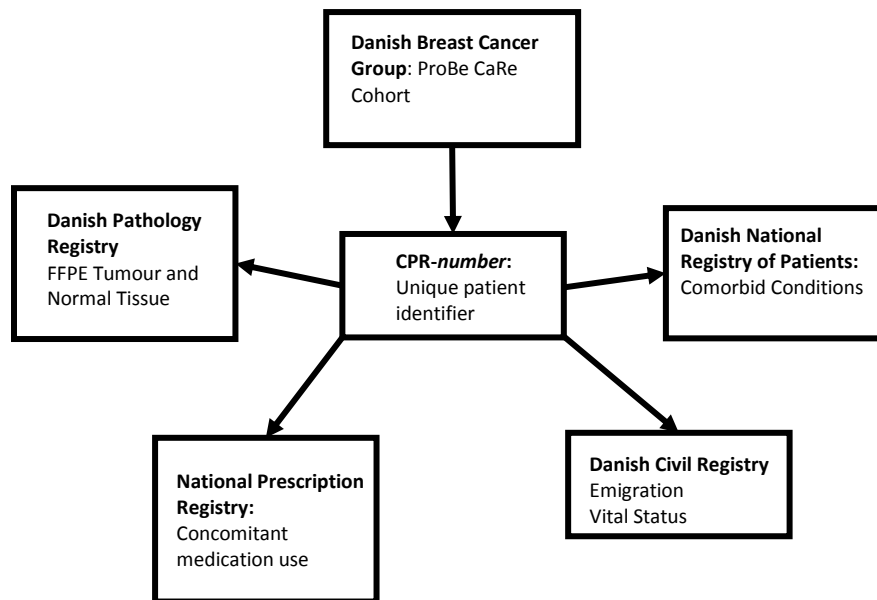 Danish Breast Cancer
Group: ProBe CaRe
Cohort
Danish Pathology
Registry
FFPE Tumour and
Normal Tissue
CPR-number:
Unique patient
identifier
Danish National
Registry of Patients:
Comorbid Conditions
National Prescription
Registry:
Concomitant
medication use
Danish Civil Registry
Emigration
Vital Status